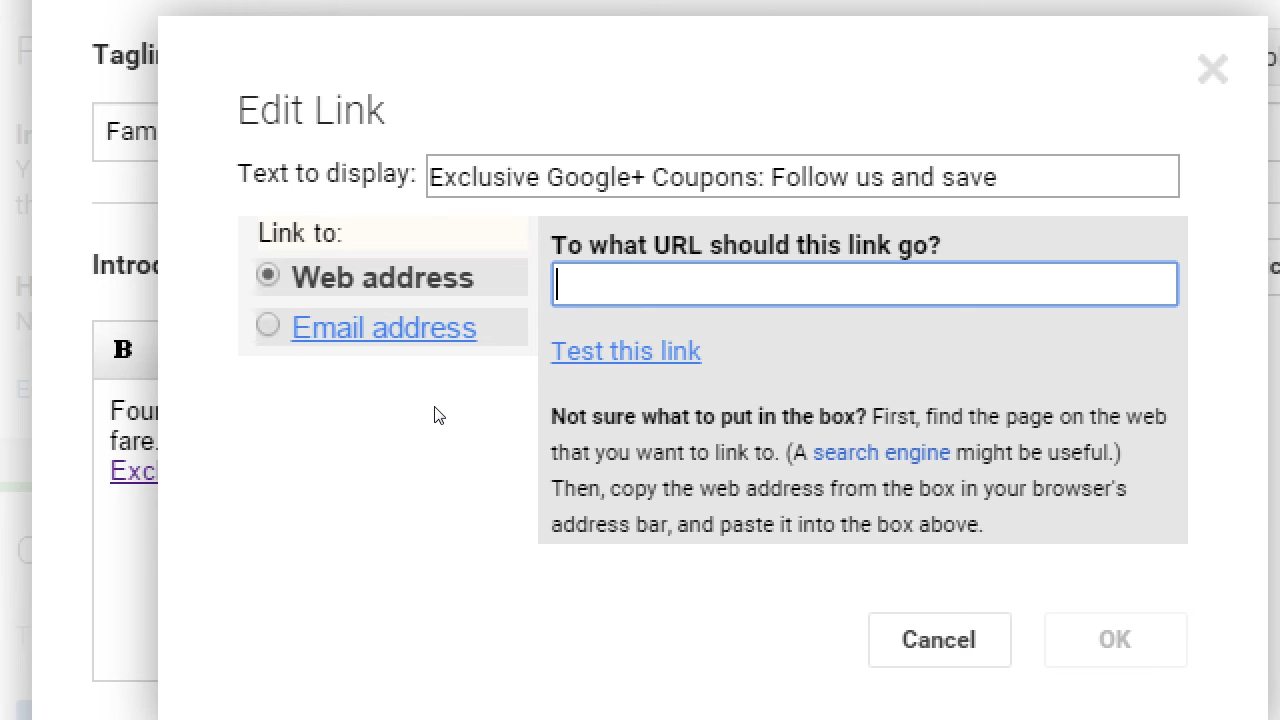 Edit Link
Text to display: Exclusive Google+ Coupons: Follow us and save
Link to:
Web address
Email address
To what URL should this link go?
Test this link
Not sure what to put in the box? First, find the page on the web
that you want to link to. (A search engine might be useful.)
Then, copy the web address from the box in your browser's
address bar, and paste it into the box above.
Cancel
OK
B
fare.